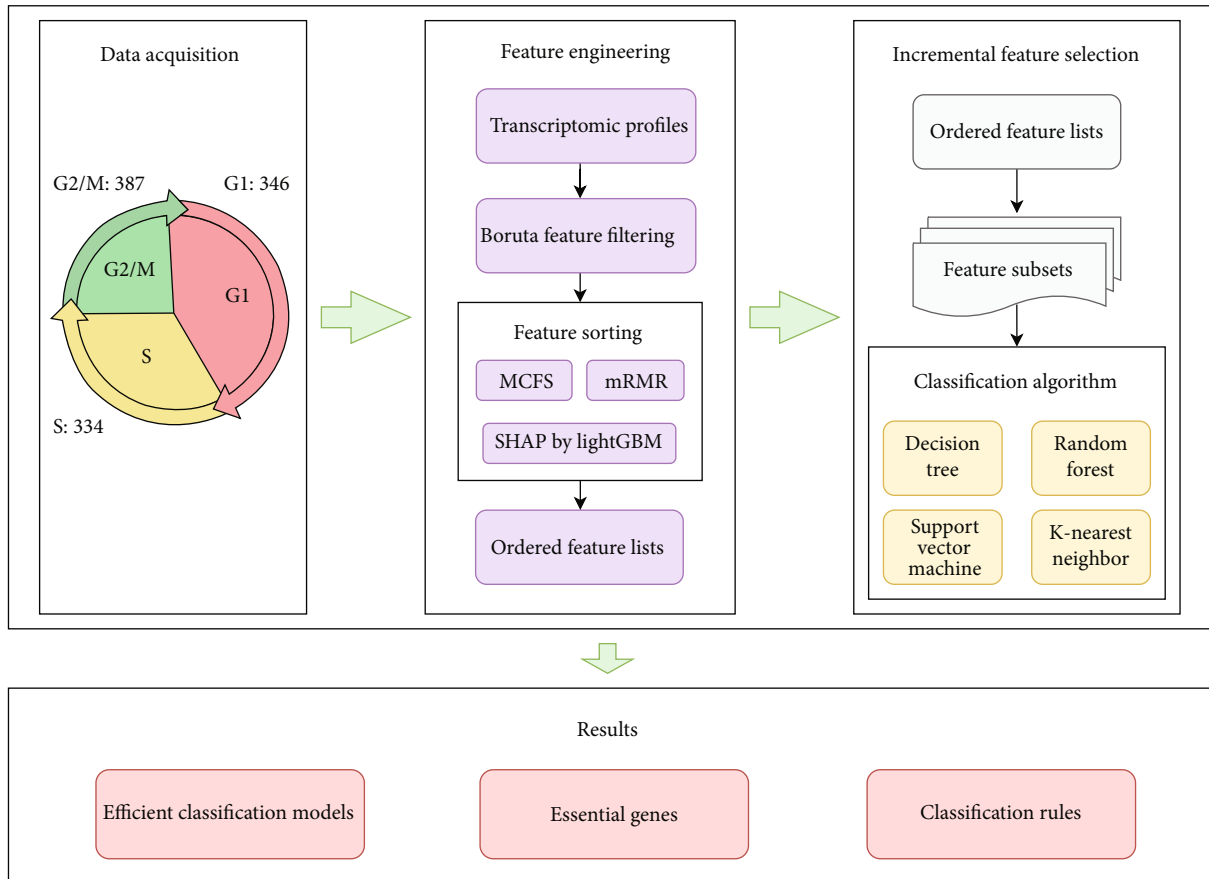 Data acquisition
G2/M: 387
G1: 346
G2/M
G1
S
S: 334
Feature engineering
Transcriptomic profiles
Boruta feature filtering
Feature sorting
MCFS
mRMR
SHAP by lightGBM
Ordered feature lists
Incremental feature selection
Ordered feature lists
Feature subsets
Classification algorithm
Decision
tree
Random
forest
Support
vector
machine
K-nearest
neighbor
Results
Efficient classification models
Essential genes
Classification rules